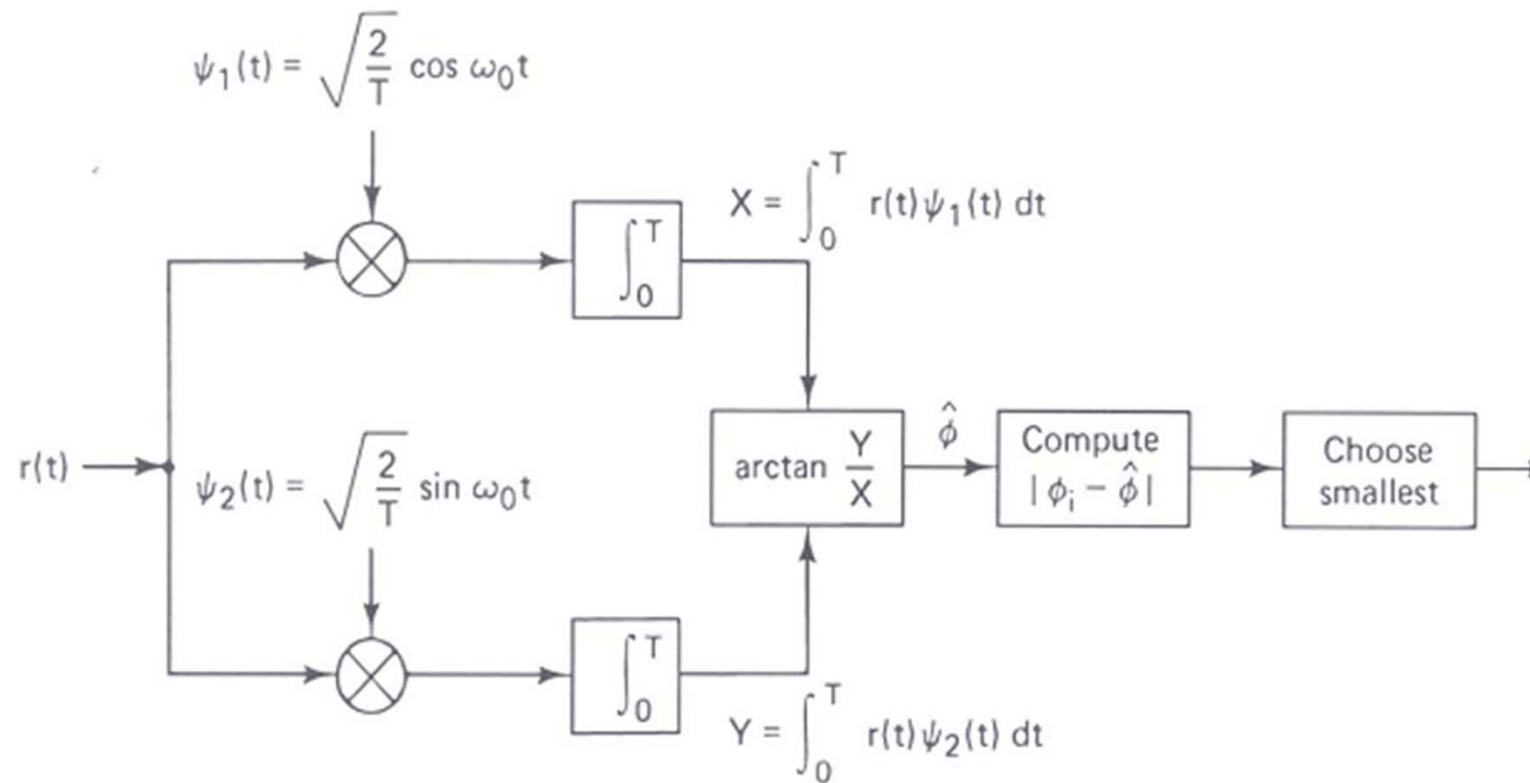 ψ₁(t) = √(2/T) cos ω₀t
X = ∫₀ᵀ r(t)ψ₁(t) dt
∫₀ᵀ
r(t)
ψ₂(t) = √(2/T) sin ω₀t
arctan Y/X
φ̂
Compute
|φᵢ − φ̂|
Choose
smallest
∫₀ᵀ
Y = ∫₀ᵀ r(t)ψ₂(t) dt